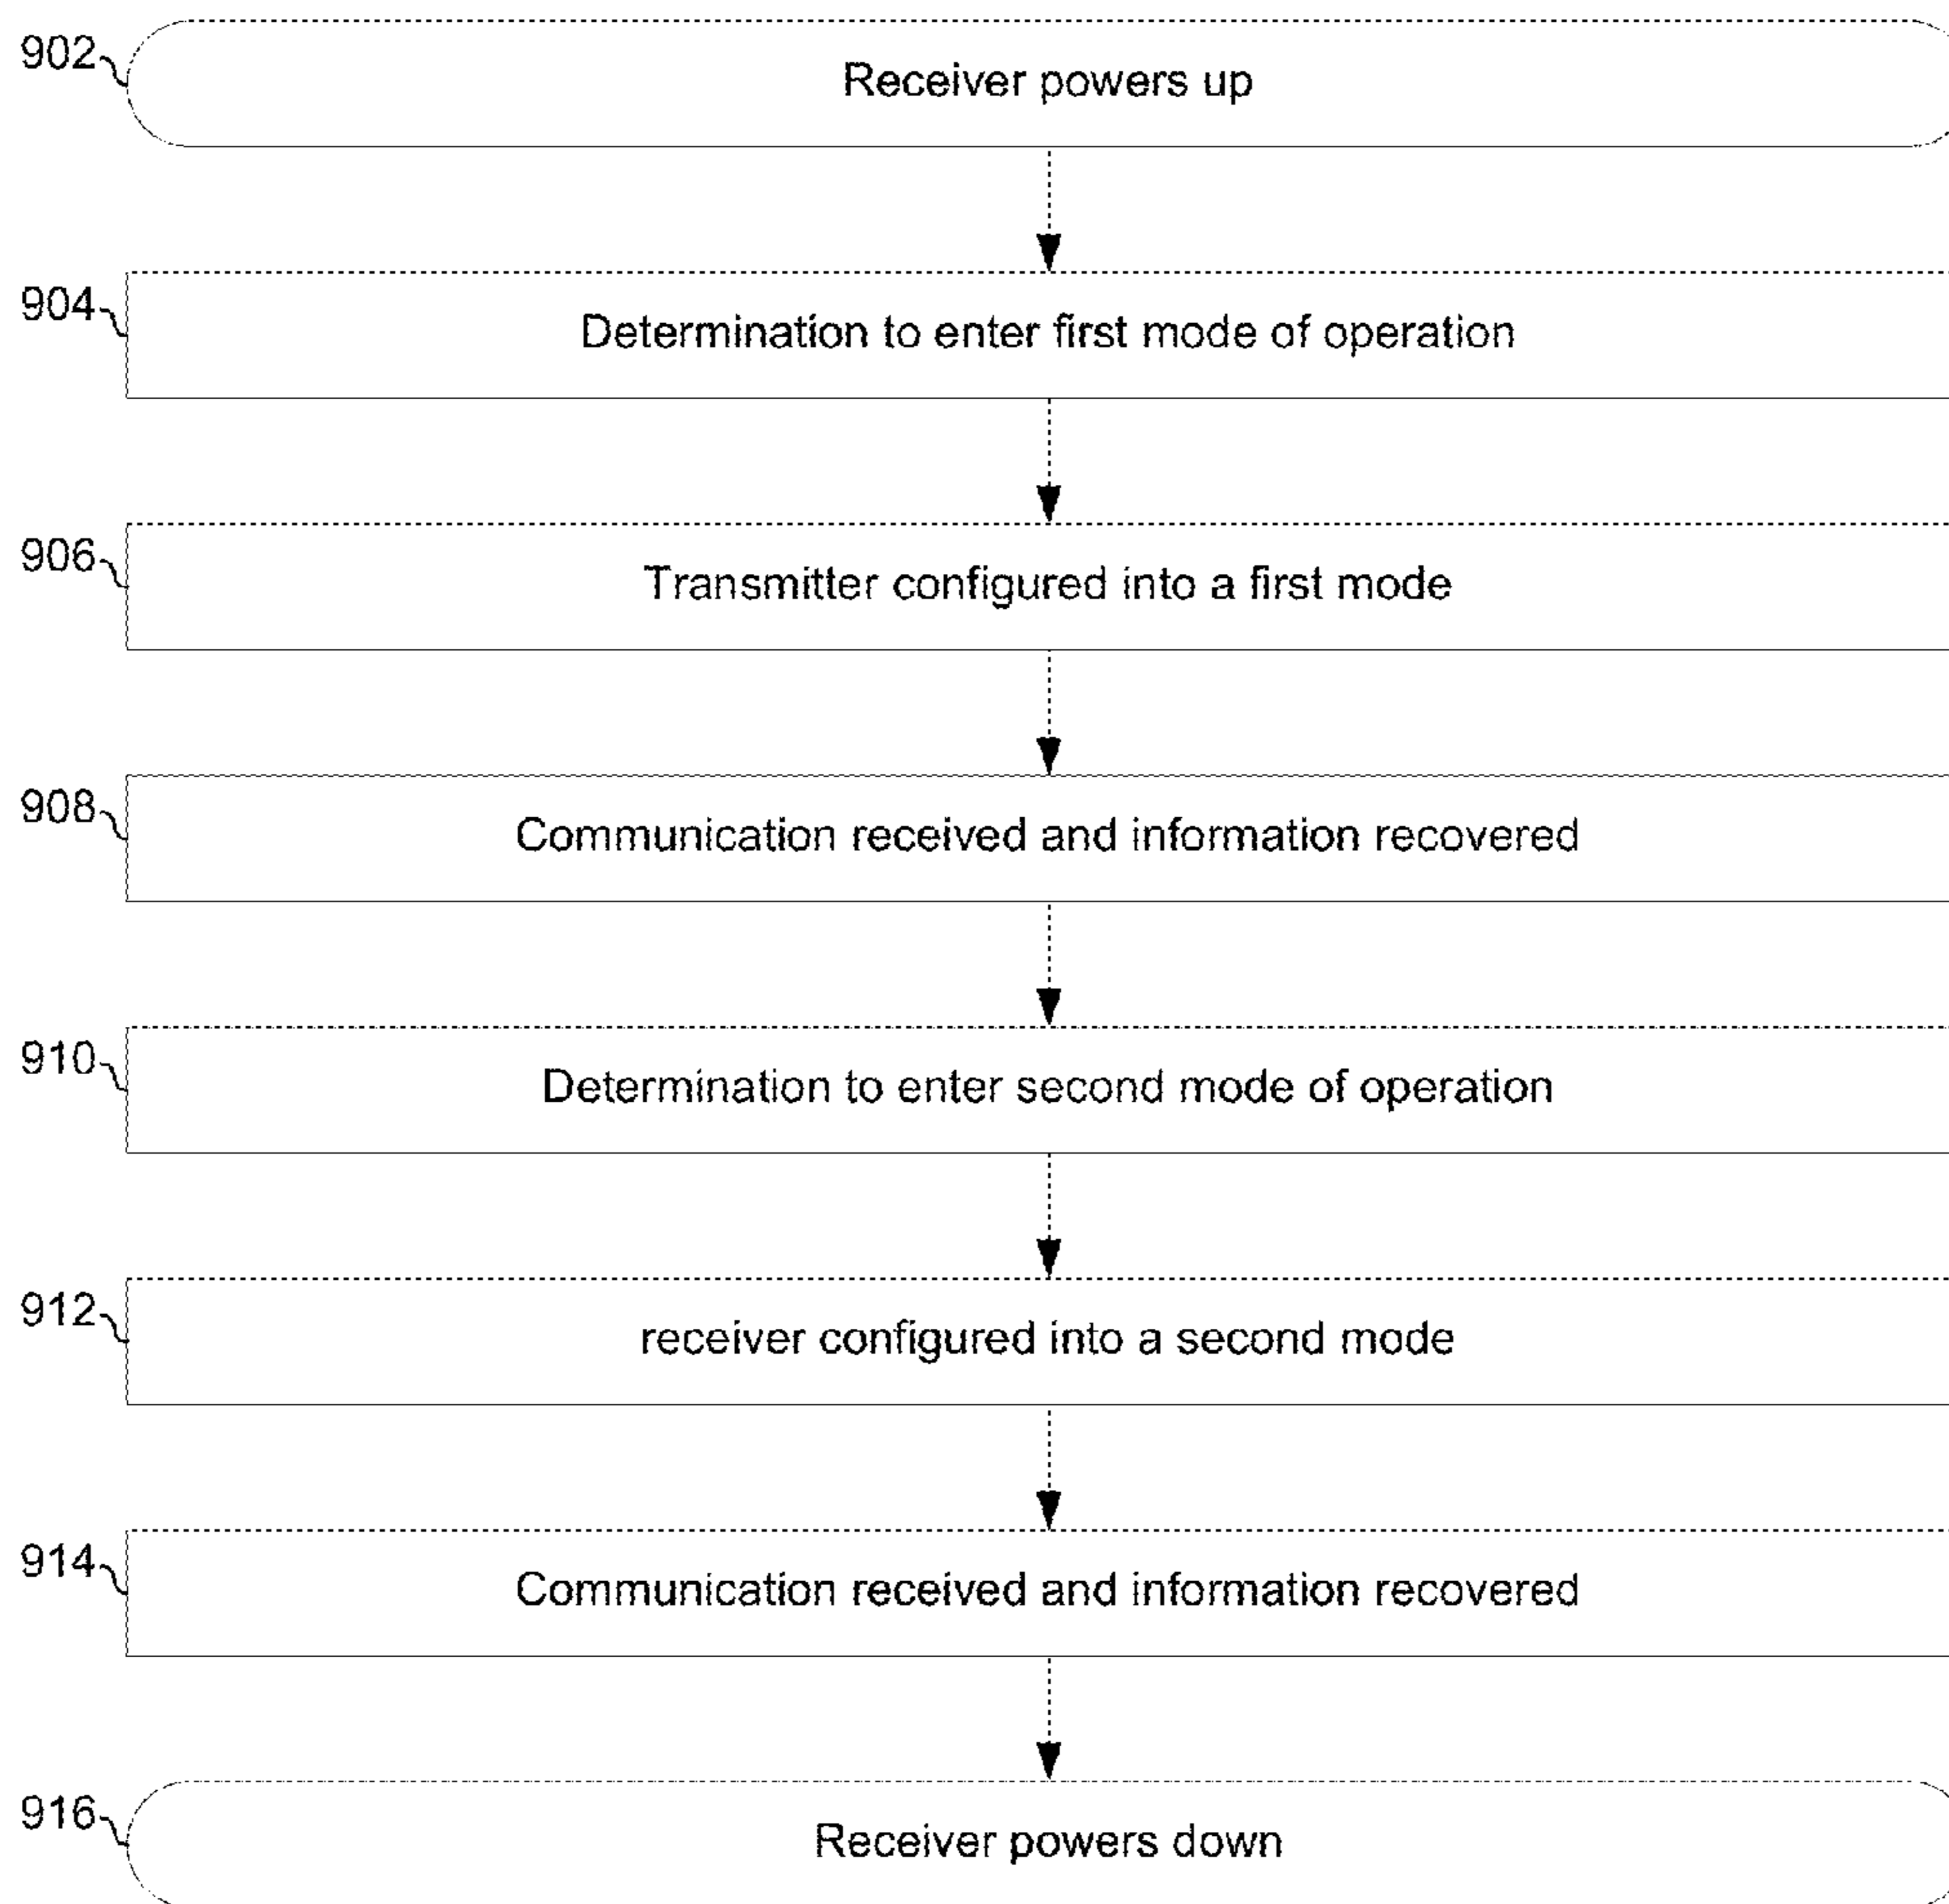 902
Receiver powers up
904
Determination to enter first mode of operation
906
Transmitter configured into a first mode
908
Communication received and information recovered
910
Determination to enter second mode of operation
912
receiver configured into a second mode
914
Communication received and information recovered
916
Receiver powers down